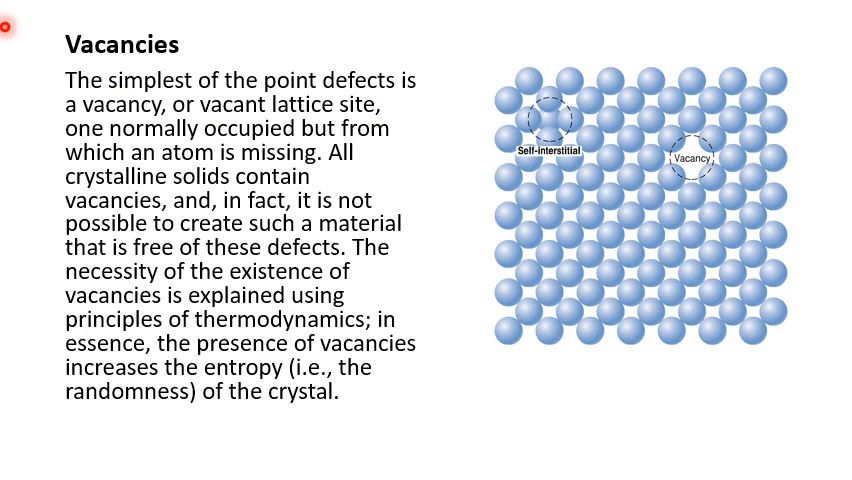 Vacancies
The simplest of the point defects is
a vacancy, or vacant lattice site,
one normally occupied but from
which an atom is missing. All
crystalline solids contain
vacancies, and, in fact, it is not
possible to create such a material
that is free of these defects. The
necessity of the existence of
vacancies is explained using
principles of thermodynamics; in
essence, the presence of vacancies
increases the entropy (i.e., the
randomness) of the crystal.
Self-interstitial
Vacancy